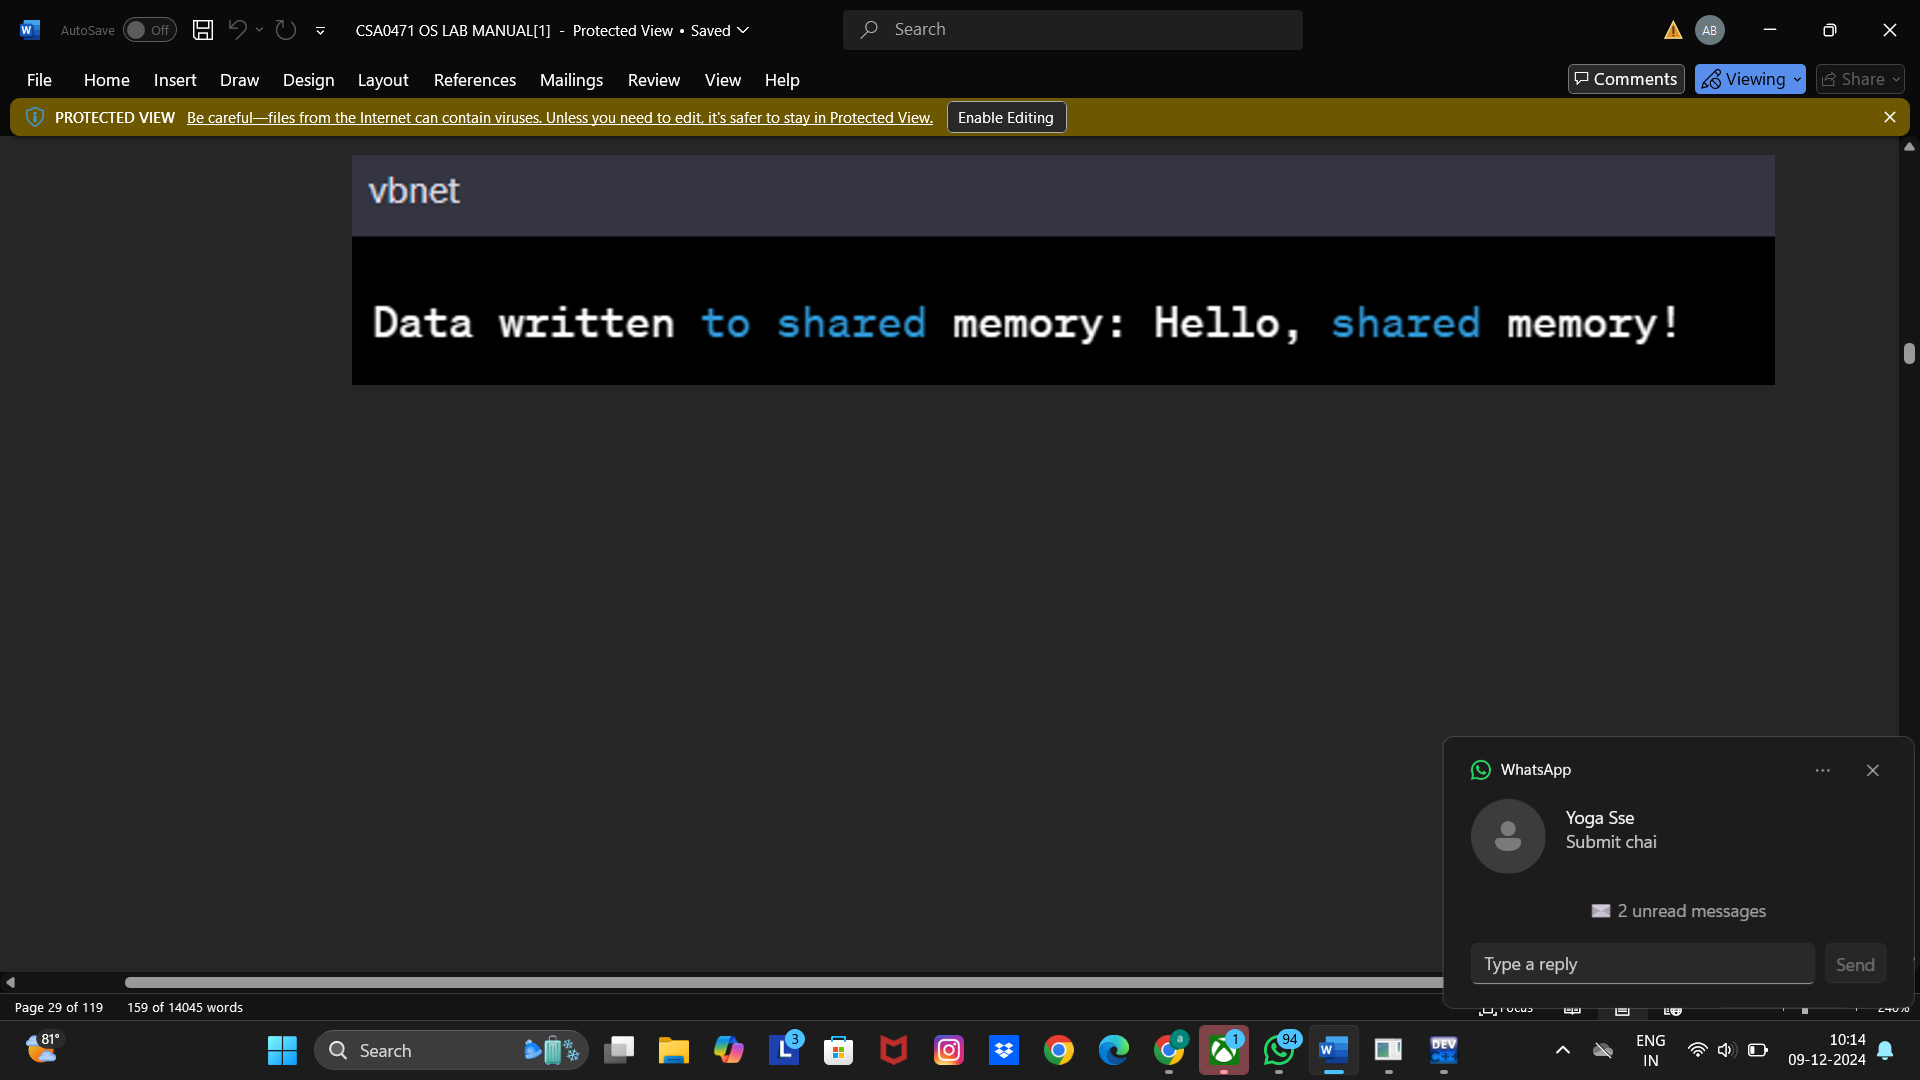 AutoSave Off CSA0471 OS LAB MANUAL[1] - Protected View • Saved Search AB
File Home Insert Draw Design Layout References Mailings Review View Help Comments Viewing Share
PROTECTED VIEW Be careful—files from the Internet can contain viruses. Unless you need to edit, it's safer to stay in Protected View. Enable Editing
vbnet
Data written to shared memory: Hello, shared memory!
WhatsApp
Yoga Sse
Submit chai
2 unread messages
Type a reply Send
Page 29 of 119 159 of 14045 words Focus 240%
81° Search 3 a 1 94 DEV C++ ENG IN 10:14
09-12-2024